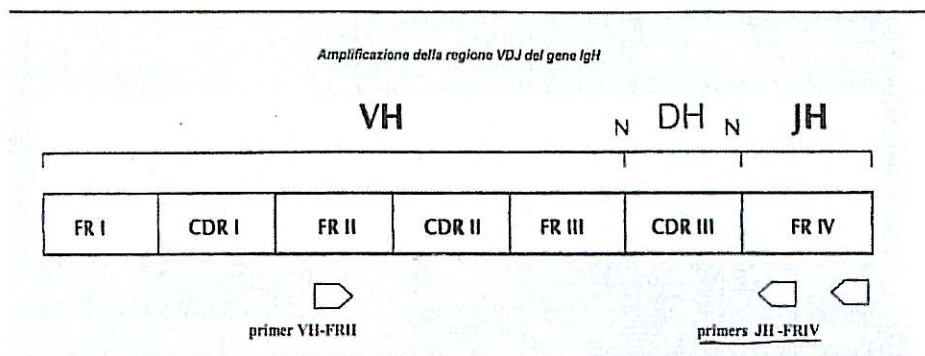 Amplificazione della regione VDJ del gene IgH
VH N DH N JH
FR I CDR I FR II CDR II FR III CDR III FR IV
primer VH-FRII primers JH -FRIV